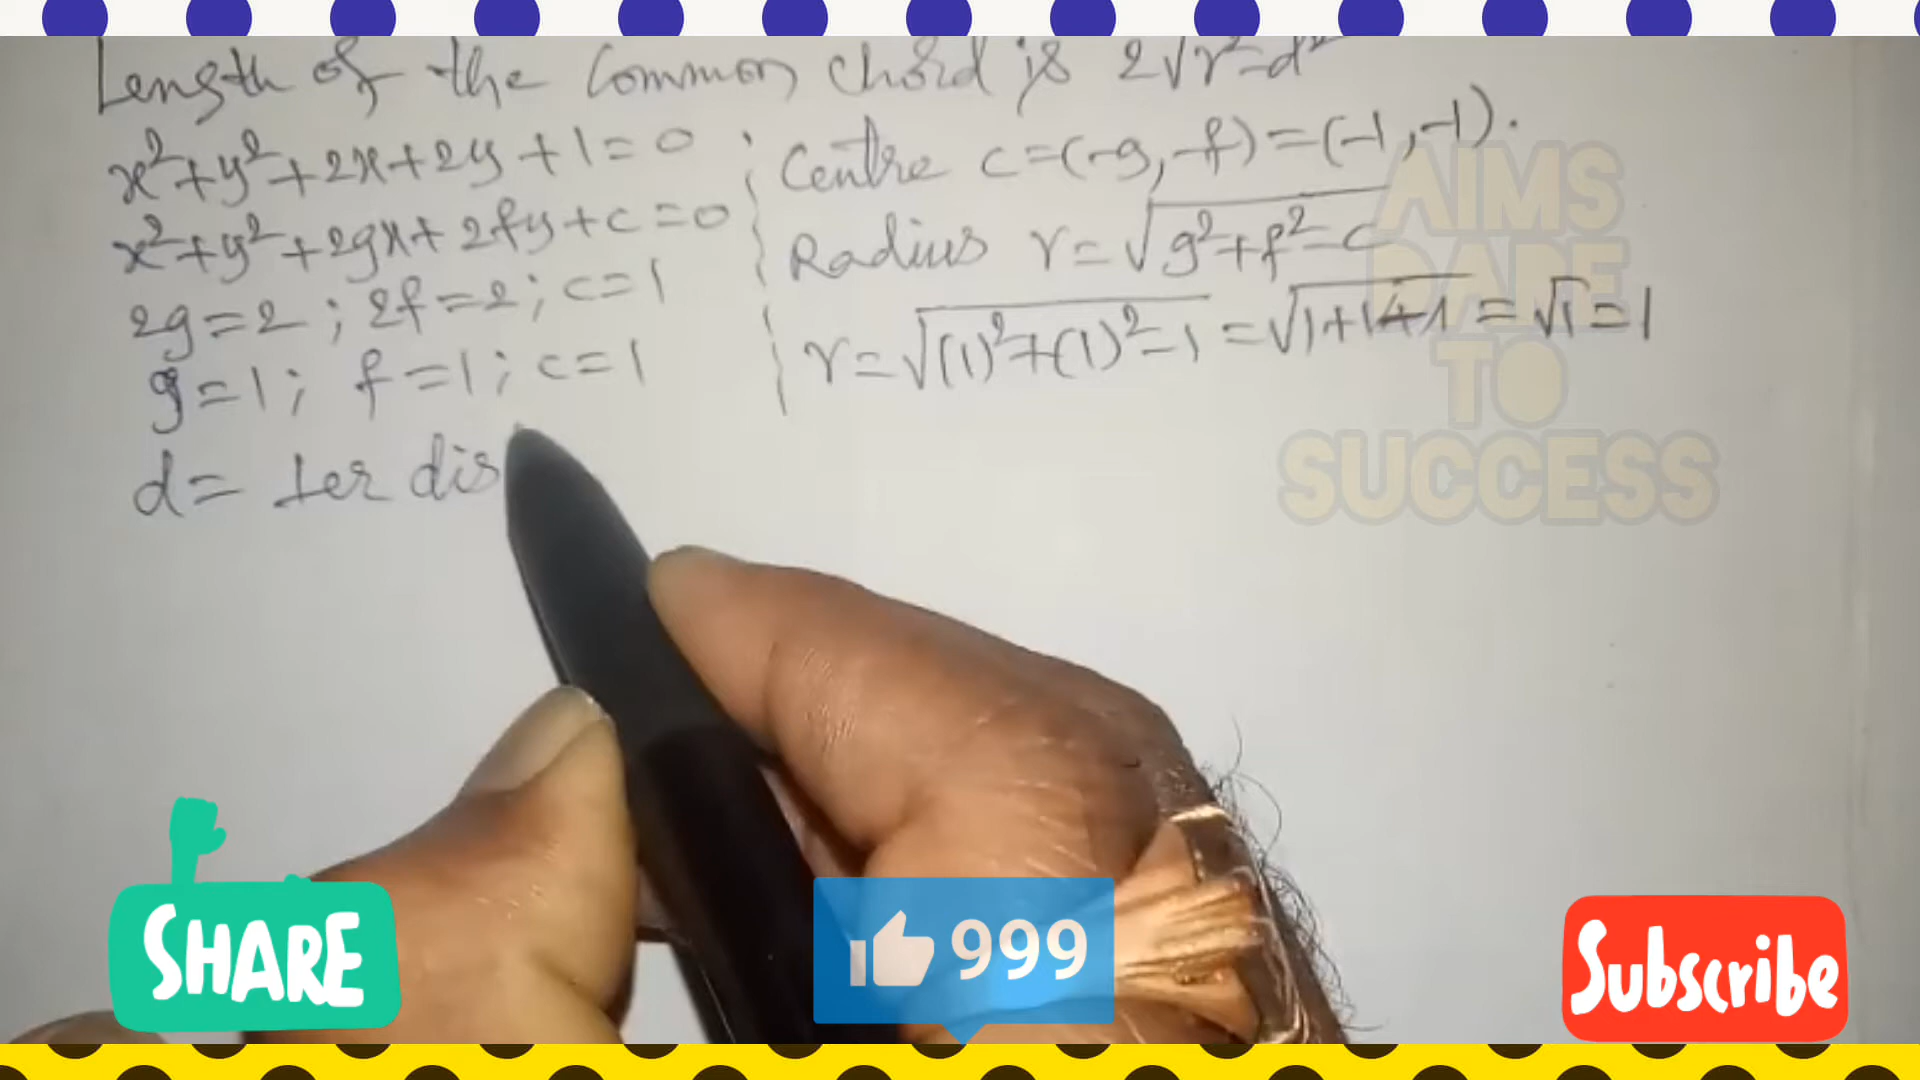 Length of the Common chord is 2√r²-d²
x²+y²+2x+2y+1=0 ; Centre c=(-g,-f)=(-1,-1).
x²+y²+2gx+2fy+c=0 Radius r=√g²+f²-c
2g=2; 2f=2; c=1
r=√(1)²+(1)²-1=√1+1-1=√1=1
g=1; f=1; c=1
d= ⊥er dis
AIMS
DARE
TO
SUCCESS
SHARE
999
Subscribe